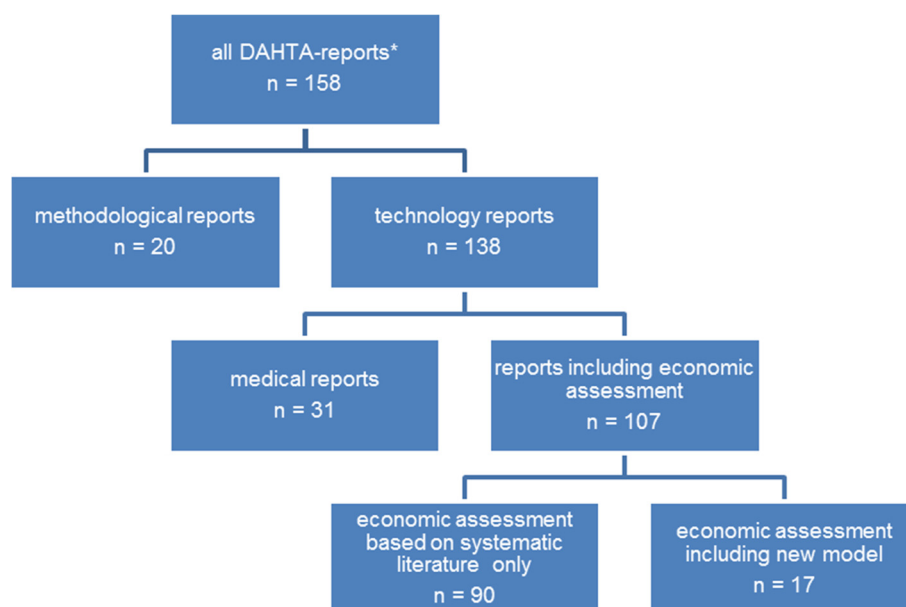 all DAHTA-reports*
n = 158
methodological reports
n = 20
technology reports
n = 138
medical reports
n = 31
reports including economic
assessment
n = 107
economic assessment
based on systematic
literature only
n = 90
economic assessment
including new model
n = 17